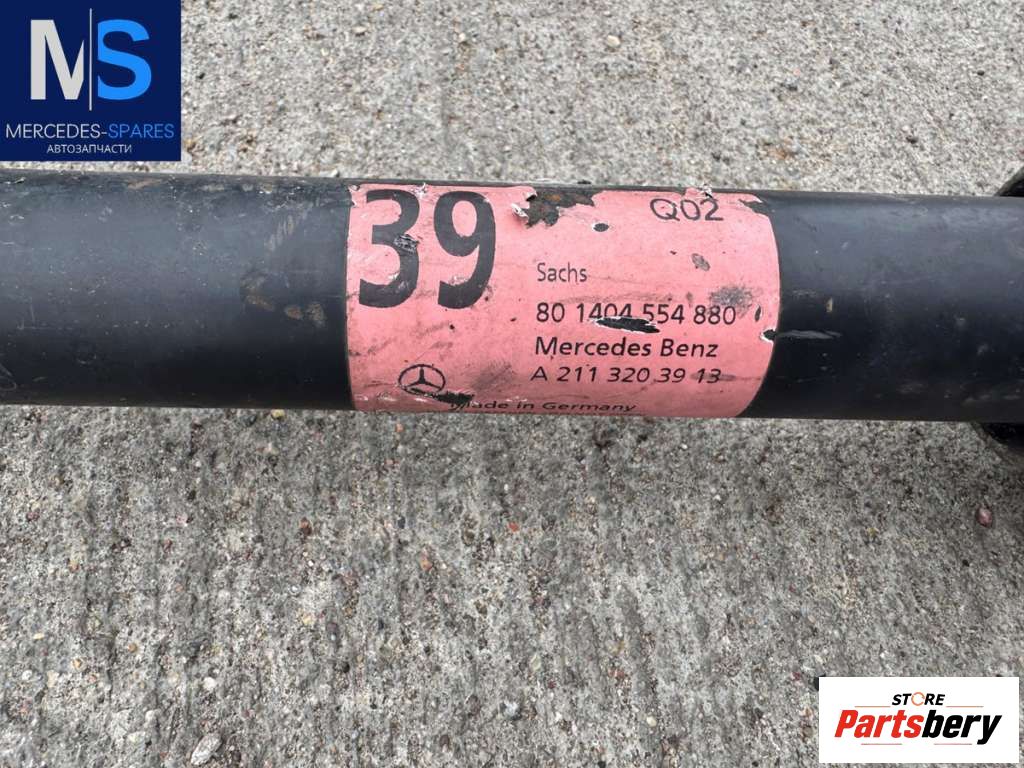 MS
MERCEDES-SPARES
АВТОЗАПЧАСТИ
39
Q02
Sachs
80 1404 554 880
Mercedes Benz
A 211 320 39 13
Made in Germany
STORE
Partsbery